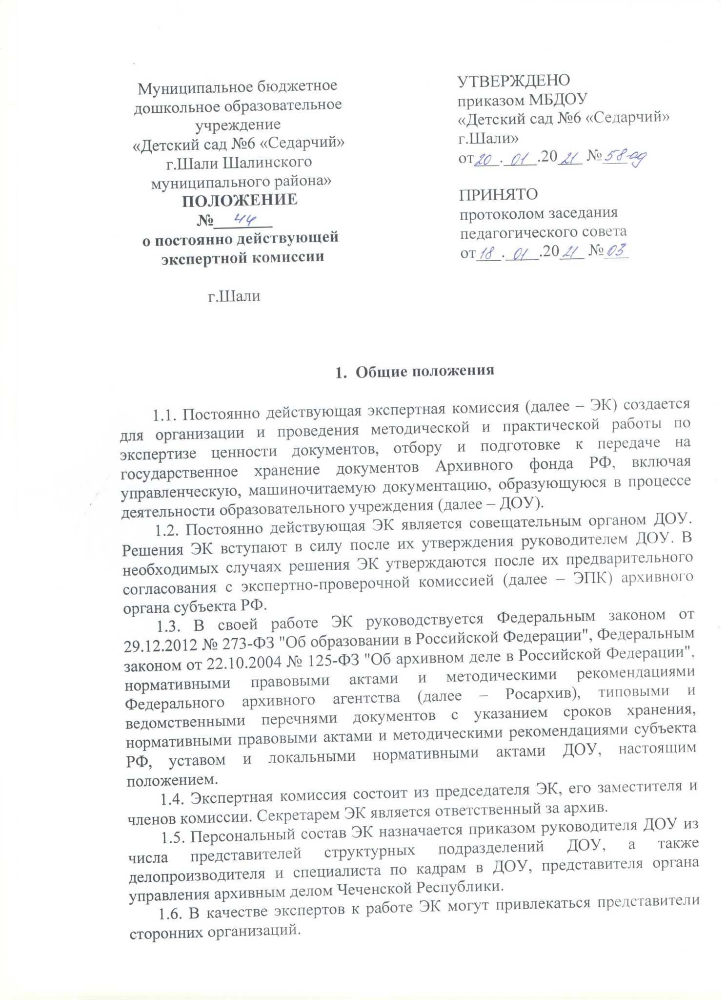 Муниципальное бюджетное
дошкольное образовательное
учреждение
«Детский сад №6 «Седарчий»
г.Шали Шалинского
муниципального района»
ПОЛОЖЕНИЕ
№ 44
о постоянно действующей
экспертной комиссии
г.Шали
УТВЕРЖДЕНО
приказом МБДОУ
«Детский сад №6 «Седарчий»
г.Шали»
от 20.01.2021 № 58-од
ПРИНЯТО
протоколом заседания
педагогического совета
от 18.01.2021 № 03
1. Общие положения
1.1. Постоянно действующая экспертная комиссия (далее – ЭК) создается
для организации и проведения методической и практической работы по
экспертизе ценности документов, отбору и подготовке к передаче на
государственное хранение документов Архивного фонда РФ, включая
управленческую, машиночитаемую документацию, образующуюся в процессе
деятельности образовательного учреждения (далее – ДОУ).
1.2. Постоянно действующая ЭК является совещательным органом ДОУ.
Решения ЭК вступают в силу после их утверждения руководителем ДОУ. В
необходимых случаях решения ЭК утверждаются после их предварительного
согласования с экспертно-проверочной комиссией (далее – ЭПК) архивного
органа субъекта РФ.
1.3. В своей работе ЭК руководствуется Федеральным законом от
29.12.2012 № 273-ФЗ "Об образовании в Российской Федерации", Федеральным
законом от 22.10.2004 № 125-ФЗ "Об архивном деле в Российской Федерации",
нормативными правовыми актами и методическими рекомендациями
Федерального архивного агентства (далее – Росархив), типовыми и
ведомственными перечнями документов с указанием сроков хранения,
нормативными правовыми актами и методическими рекомендациями субъекта
РФ, уставом и локальными нормативными актами ДОУ, настоящим
положением.
1.4. Экспертная комиссия состоит из председателя ЭК, его заместителя и
членов комиссии. Секретарем ЭК является ответственный за архив.
1.5. Персональный состав ЭК назначается приказом руководителя ДОУ из
числа представителей структурных подразделений ДОУ, а также
делопроизводителя и специалиста по кадрам в ДОУ, представителя органа
управления архивным делом Чеченской Республики.
1.6. В качестве экспертов к работе ЭК могут привлекаться представители
сторонних организаций.